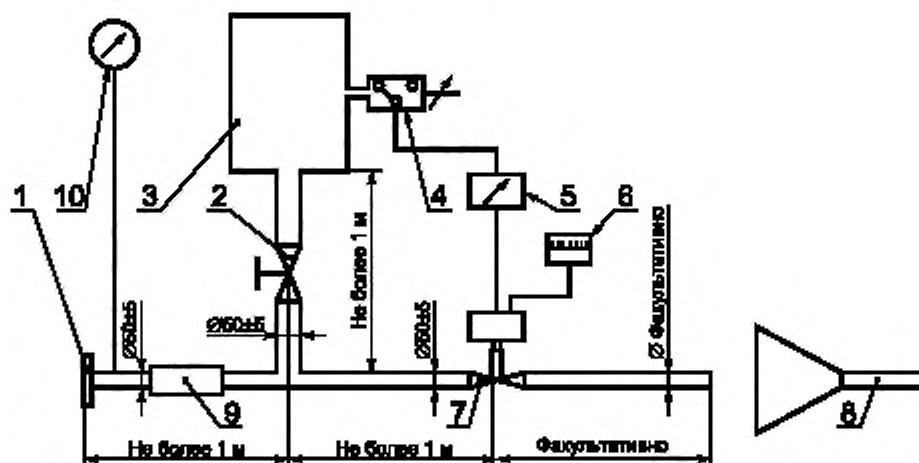 1
10
3
2
4
5
6
Не более 1 м
Ø Факультативно
Ø50±5
Ø50±5
Ø50±5
9
7
8
Не более 1 м
Не более 1 м
Факультативно